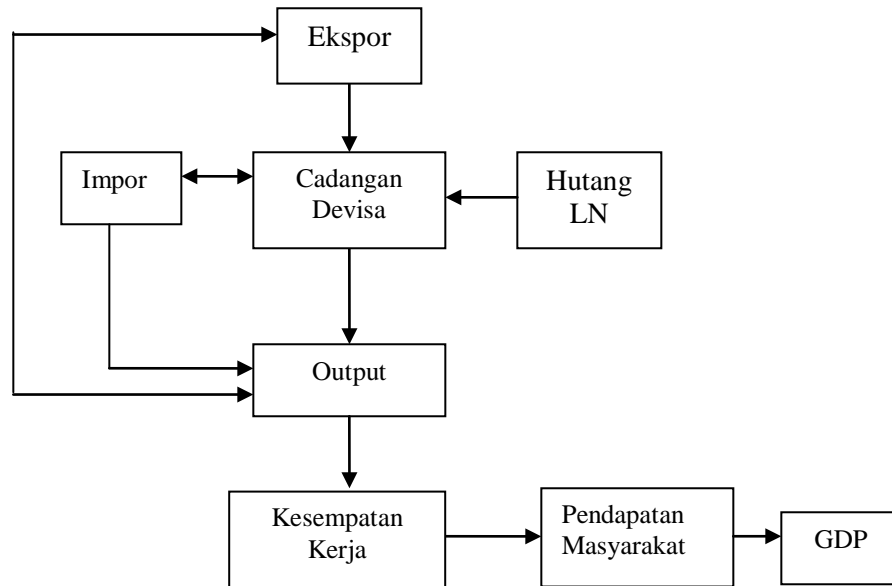 Ekspor
Impor
Cadangan
Devisa
Hutang
LN
Output
Kesempatan
Kerja
Pendapatan
Masyarakat
GDP